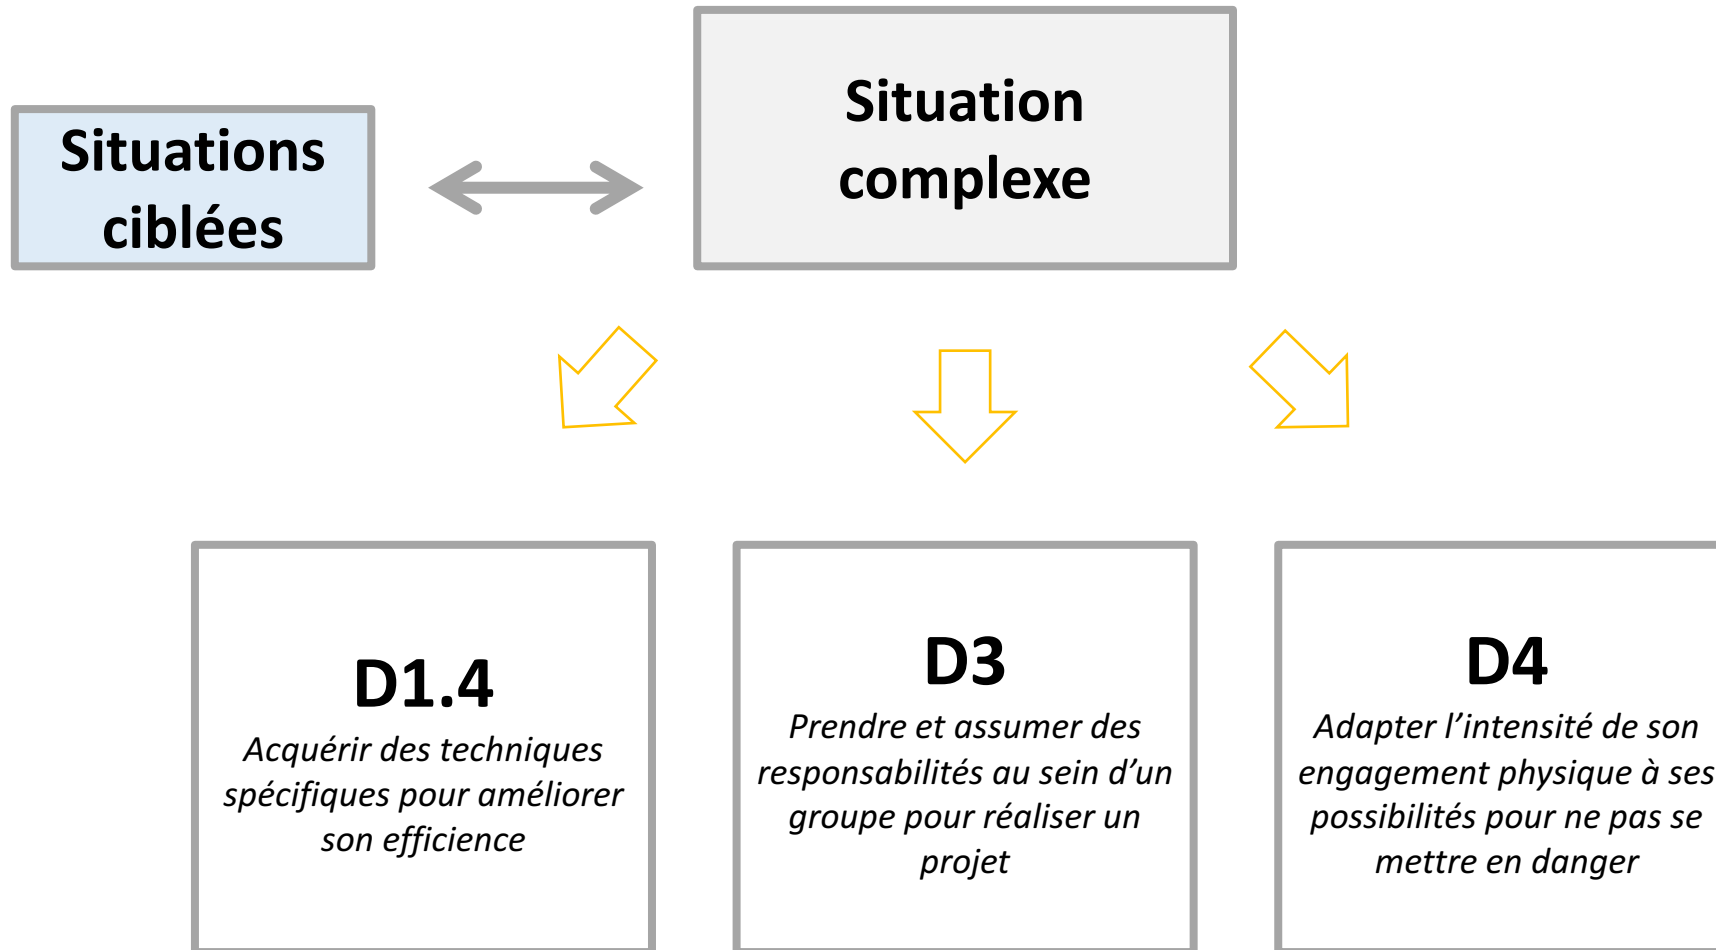 Situations
ciblées
Situation
complexe
D1.4
Acquérir des techniques
spécifiques pour améliorer
son efficience
D3
Prendre et assumer des
responsabilités au sein d’un
groupe pour réaliser un
projet
D4
Adapter l’intensité de son
engagement physique à ses
possibilités pour ne pas se
mettre en danger